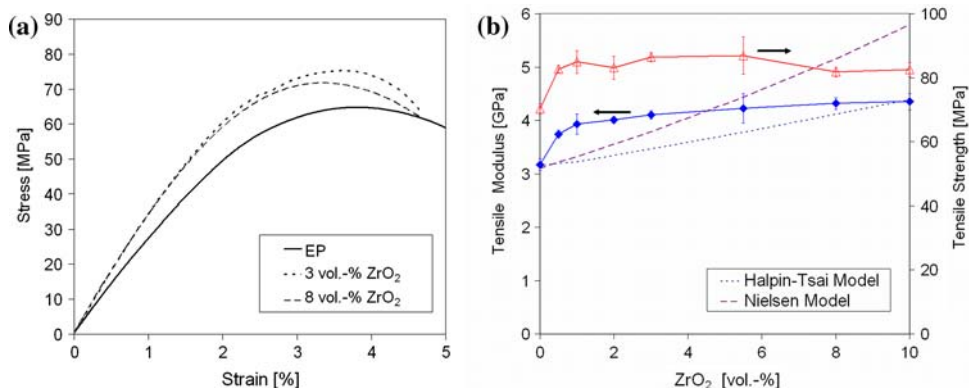 (a)
90
80
70
60
50
40
30
20
10
0
Stress [MPa]
0 1 2 3 4 5
Strain [%]
EP
3 vol.-% ZrO₂
8 vol.-% ZrO₂
(b)
6
5
4
3
2
1
0
Tensile Modulus [GPa]
0 2 4 6 8 10
ZrO₂ [vol.-%]
Halpin-Tsai Model
Nielsen Model
100
80
60
40
20
0
Tensile Strength [MPa]